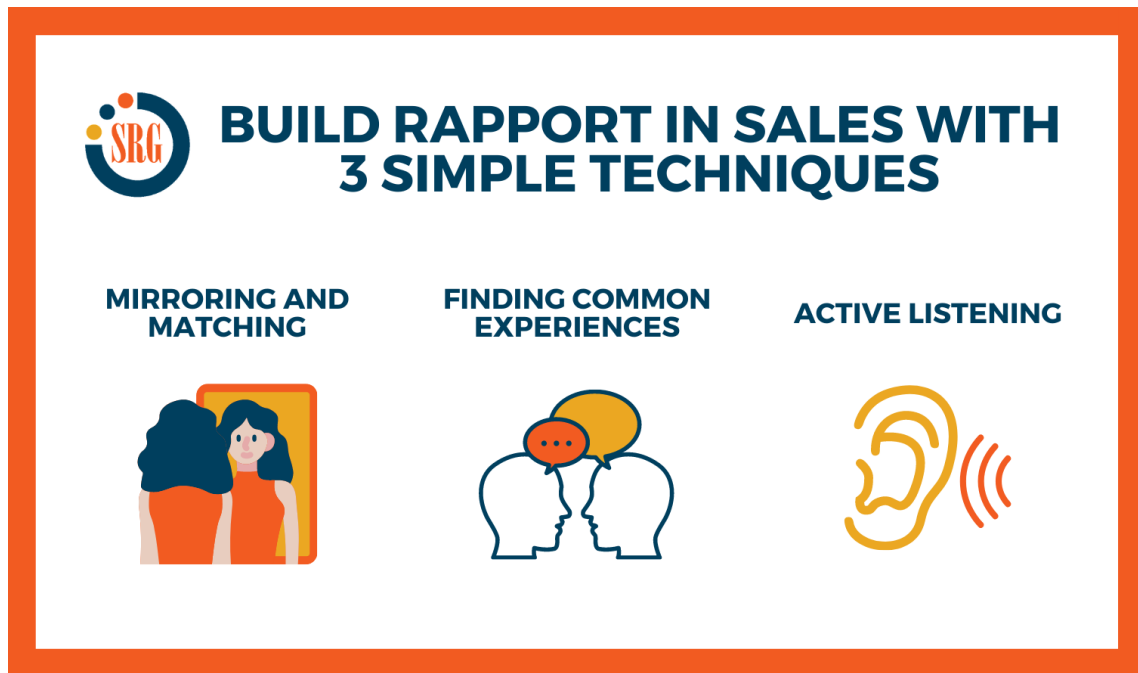 SRG
BUILD RAPPORT IN SALES WITH
3 SIMPLE TECHNIQUES
MIRRORING AND
MATCHING
FINDING COMMON
EXPERIENCES
ACTIVE LISTENING